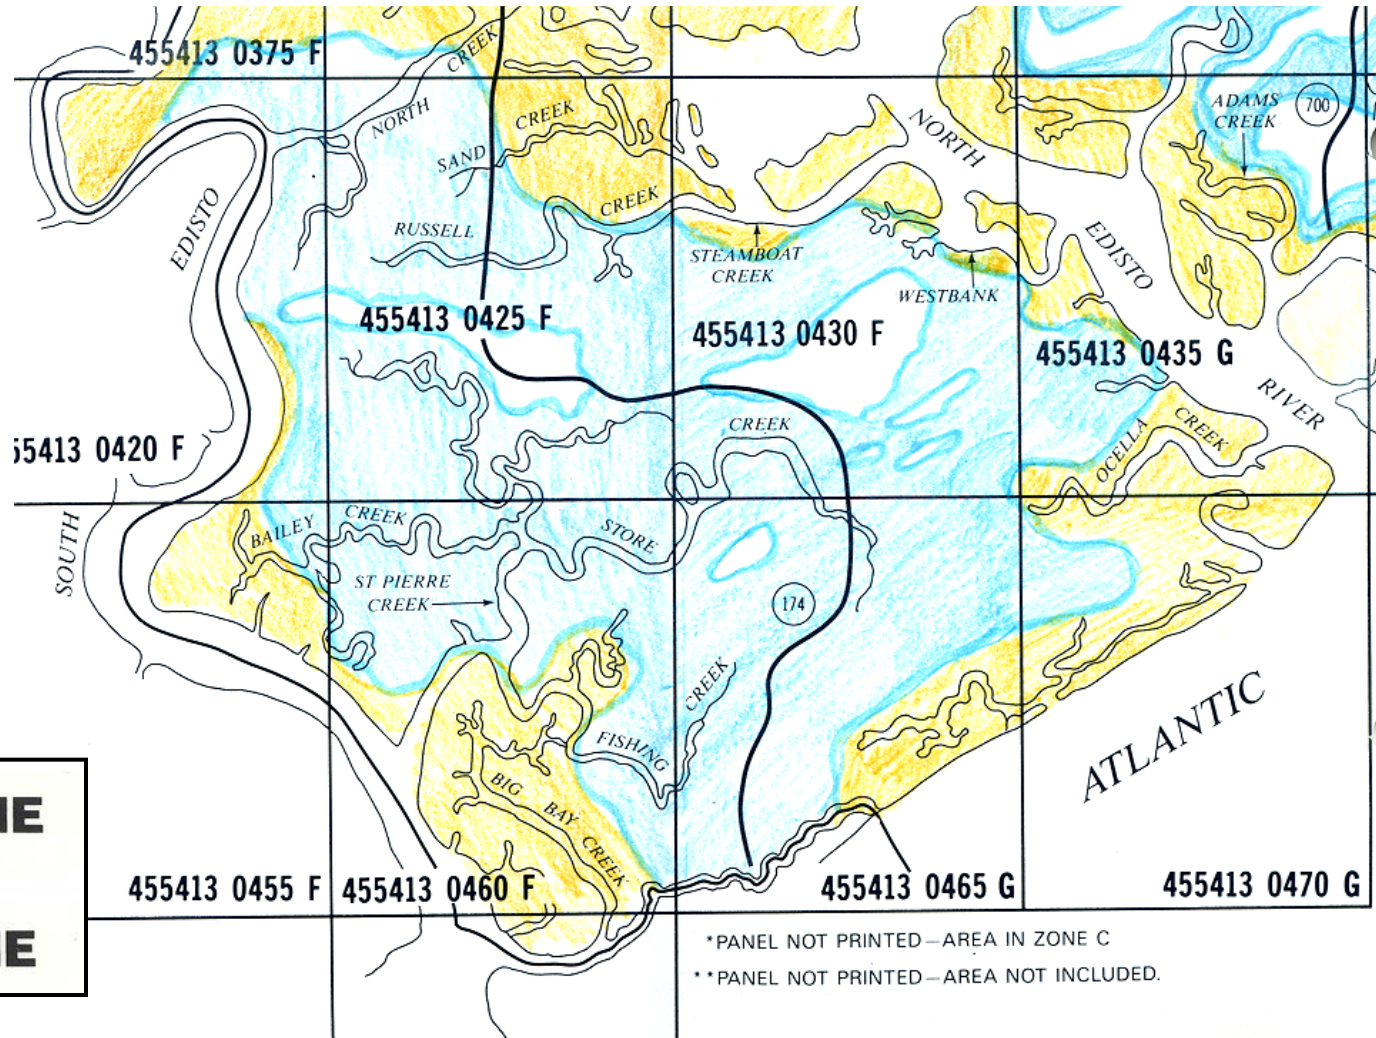 455413 0375 F
CREEK
NORTH
CREEK
SAND
NORTH
ADAMS
CREEK
700
EDISTO
RUSSELL
CREEK
STEAMBOAT
CREEK
WESTBANK
EDISTO
455413 0425 F
455413 0430 F
455413 0435 G
RIVER
55413 0420 F
CREEK
OCELLA
CREEK
SOUTH
BAILEY
CREEK
STORE
ST PIERRE
CREEK
174
CREEK
FISHING
BIG
BAY
CREEK
ATLANTIC
IE
IE
455413 0455 F
455413 0460 F
455413 0465 G
455413 0470 G
*PANEL NOT PRINTED—AREA IN ZONE C
**PANEL NOT PRINTED—AREA NOT INCLUDED.